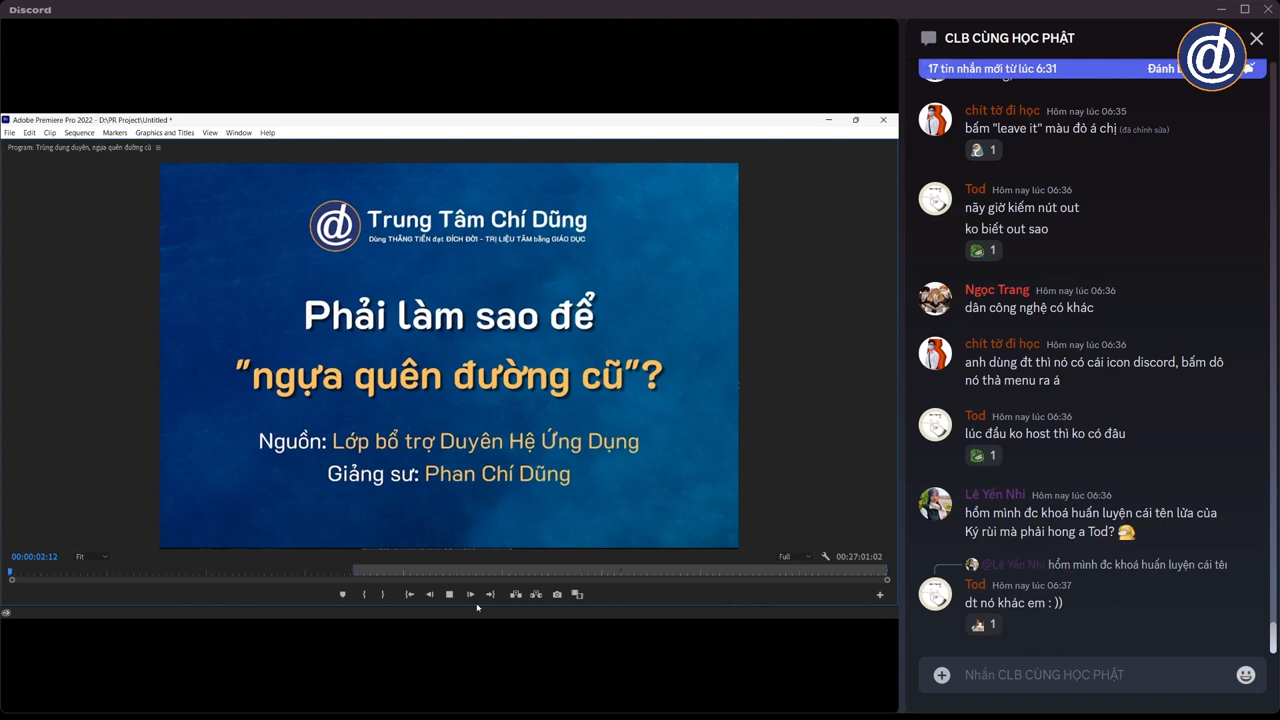 Discord
Adobe Premiere Pro 2022 - D:\PR Project\Untitled *
File Edit Clip Sequence Markers Graphics and Titles View Window Help
Program: Trùng dụng duyên, ngựa quên đường cũ
Trung Tâm Chí Dũng
Dùng THĂNG TIẾN đạt ĐÍCH ĐỜI - TRỊ LIỆU TÂM bằng GIÁO DỤC
Phải làm sao để
"ngựa quên đường cũ"?
Nguồn: Lớp bổ trợ Duyên Hệ Ứng Dụng
Giảng sư: Phan Chí Dũng
00:00:02:12
Fit
Full
00:27:01:02
CLB CÙNG HỌC PHẬT
17 tin nhắn mới từ lúc 6:31
Đánh
chít tờ đi học Hôm nay lúc 06:35
bấm "leave it" màu đỏ á chị (đã chỉnh sửa)
1
Tod Hôm nay lúc 06:36
nãy giờ kiếm nút out
ko biết out sao
1
Ngọc Trang Hôm nay lúc 06:36
dân công nghệ có khác
chít tờ đi học Hôm nay lúc 06:36
anh dùng đt thì nó có cái icon discord, bấm dô
nó thả menu ra á
Tod Hôm nay lúc 06:36
lúc đầu ko host thì ko có đâu
1
Lê Yến Nhi Hôm nay lúc 06:36
hổm mình đc khoá huấn luyện cái tên lửa của
Ký rùi mà phải hong a Tod?
@Lê Yến Nhi hổm mình đc khoá huấn luyện cái tên
Tod Hôm nay lúc 06:37
dt nó khác em : ))
1
Nhắn CLB CÙNG HỌC PHẬT